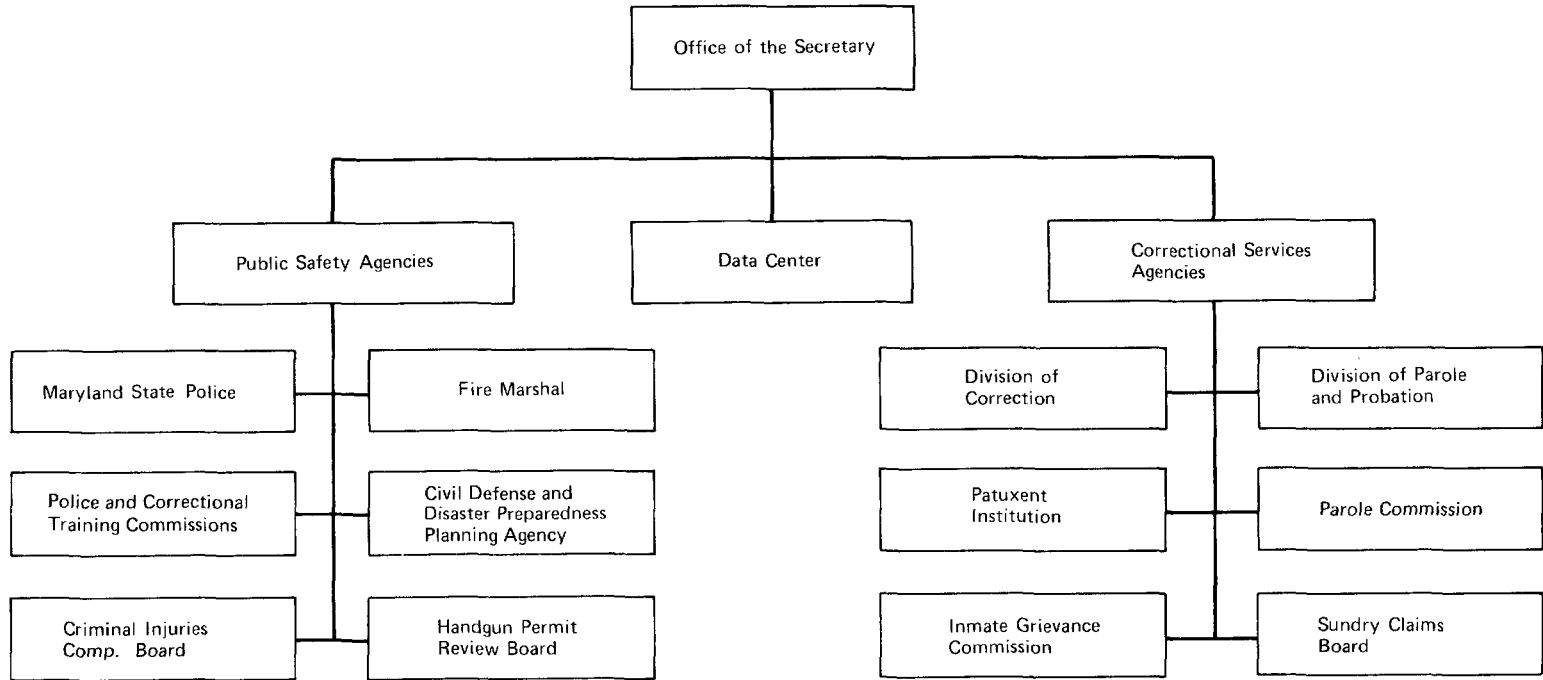 Office of the Secretary
Public Safety Agencies
Data Center
Correctional Services
Agencies
Maryland State Police
Fire Marshal
Division of
Correction
Division of Parole
and Probation
Police and Correctional
Training Commissions
Civil Defense and
Disaster Preparedness
Planning Agency
Patuxent
Institution
Parole Commission
Criminal Injuries
Comp. Board
Handgun Permit
Review Board
Inmate Grievance
Commission
Sundry Claims
Board